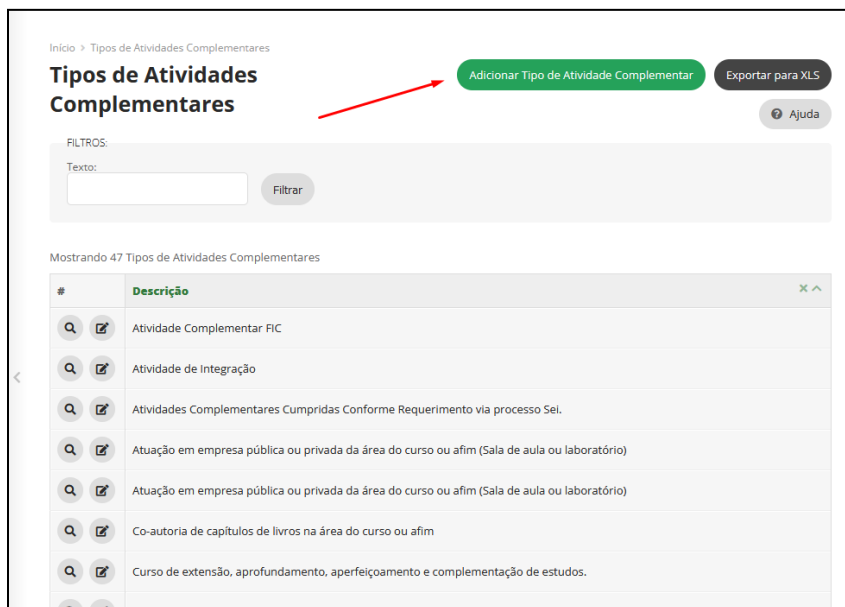 Início > Tipos de Atividades Complementares
Tipos de Atividades
Complementares
Adicionar Tipo de Atividade Complementar
Exportar para XLS
Ajuda
FILTROS:
Texto:
Filtrar
Mostrando 47 Tipos de Atividades Complementares
# Descrição
Atividade Complementar FIC
Atividade de Integração
Atividades Complementares Cumpridas Conforme Requerimento via processo Sei.
Atuação em empresa pública ou privada da área do curso ou afim (Sala de aula ou laboratório)
Atuação em empresa pública ou privada da área do curso ou afim (Sala de aula ou laboratório)
Co-autoria de capítulos de livros na área do curso ou afim
Curso de extensão, aprofundamento, aperfeiçoamento e complementação de estudos.